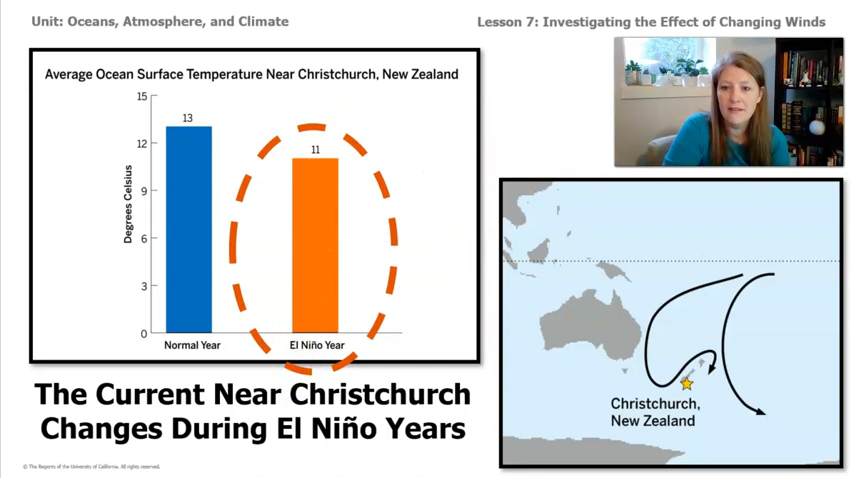 Unit: Oceans, Atmosphere, and Climate
Lesson 7: Investigating the Effect of Changing Winds
Average Ocean Surface Temperature Near Christchurch, New Zealand
15
13
12
11
9
6
3
0
Degrees Celsius
Normal Year
El Niño Year
The Current Near Christchurch
Changes During El Niño Years
Christchurch,
New Zealand
© The Regents of the University of California. All rights reserved.